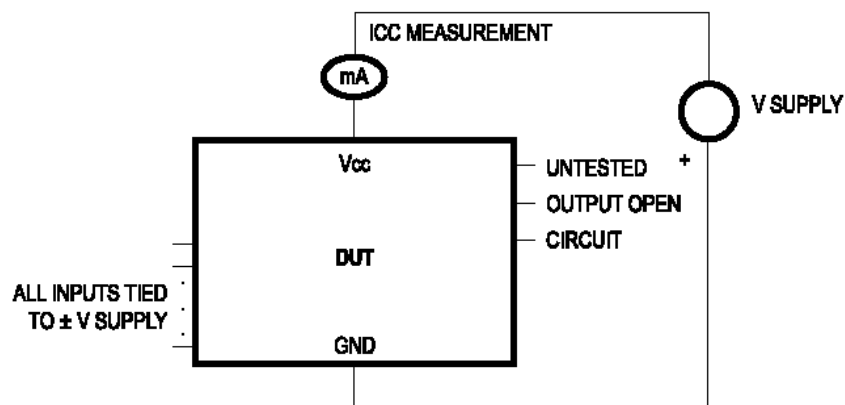 ICC MEASUREMENT
mA
V SUPPLY
+
Vcc
UNTESTED
OUTPUT OPEN
CIRCUIT
DUT
ALL INPUTS TIED
TO ± V SUPPLY
GND